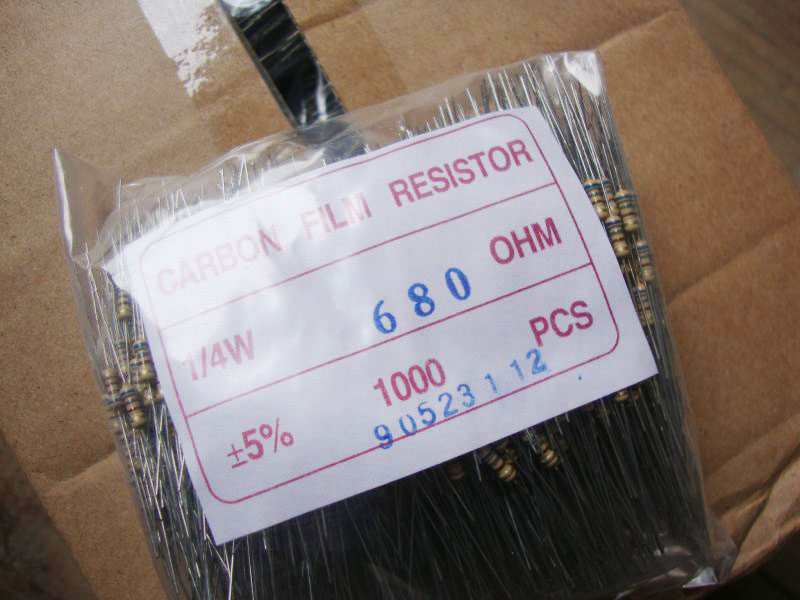 CARBON FILM RESISTOR
1/4W 680 OHM
±5% 1000 PCS
90523112